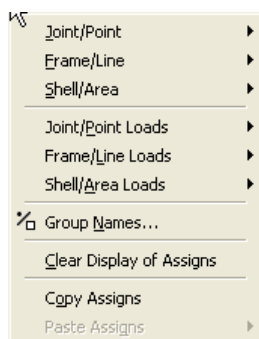 Joint/Point
Frame/Line
Shell/Area
Joint/Point Loads
Frame/Line Loads
Shell/Area Loads
Group Names...
Clear Display of Assigns
Copy Assigns
Paste Assigns